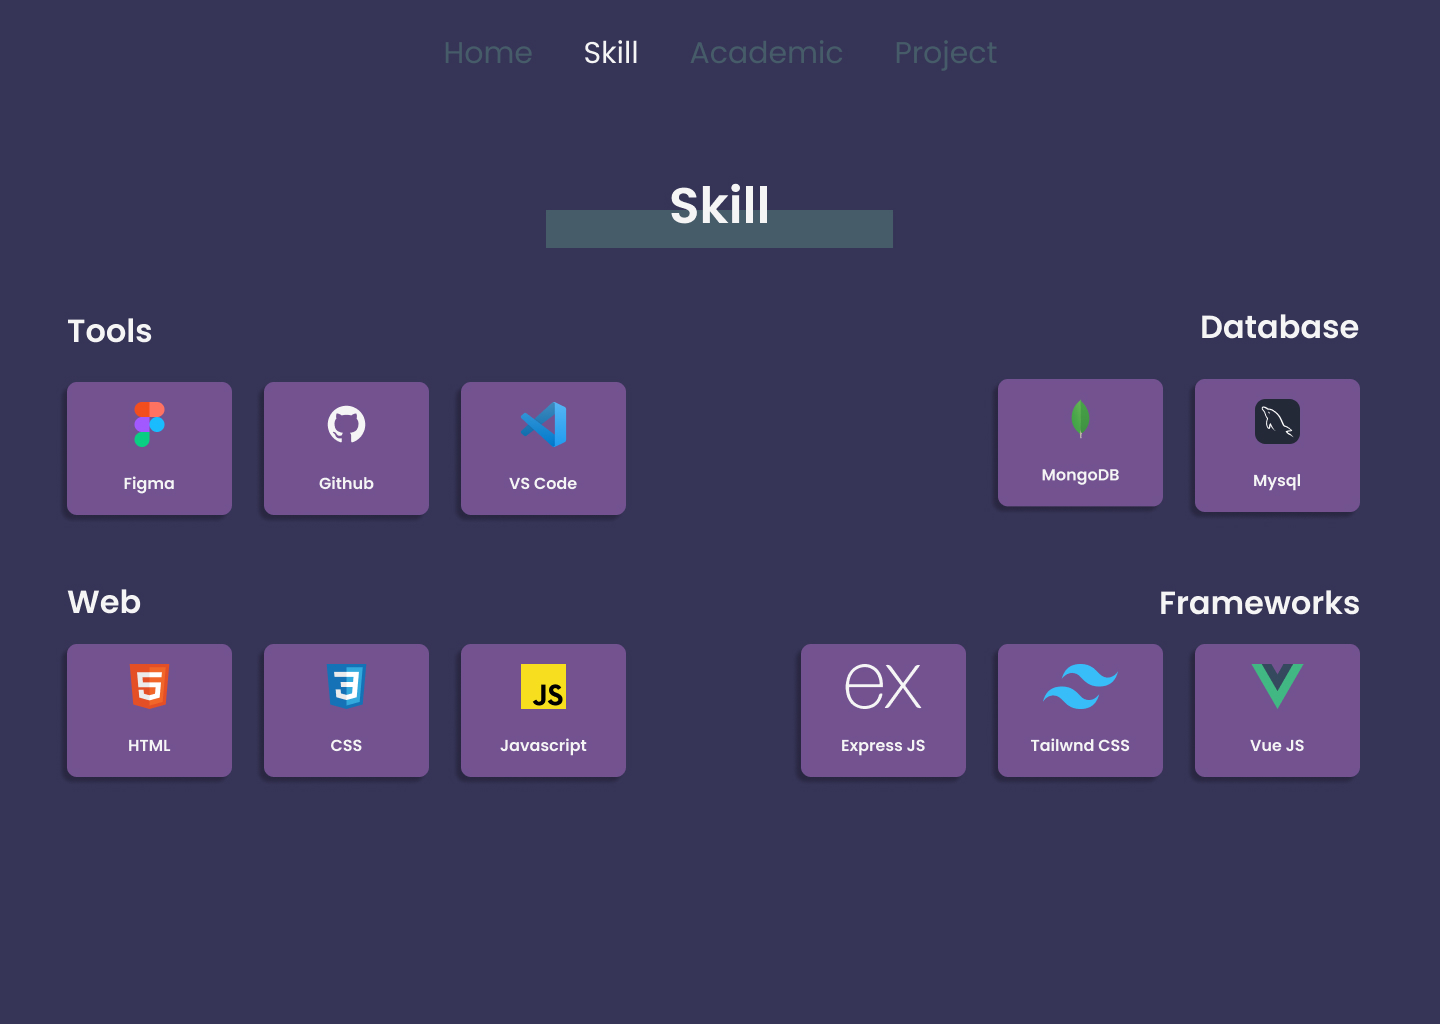 Home Skill Academic Project
Skill
Tools
Figma Github VS Code
Database
MongoDB Mysql
Web
5 3 JS
HTML CSS Javascript
Frameworks
ex
Express JS Tailwnd CSS Vue JS